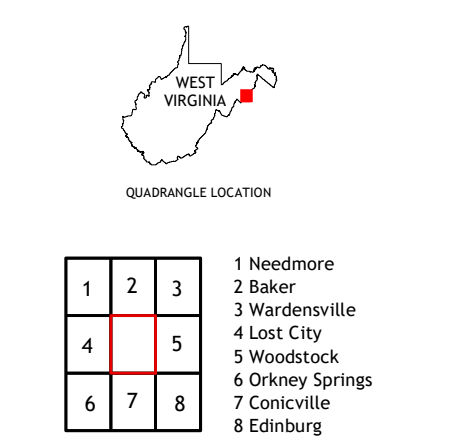 WEST
VIRGINIA
QUADRANGLE LOCATION
1 2 3
4 5
6 7 8
1 Needmore
2 Baker
3 Wardensville
4 Lost City
5 Woodstock
6 Orkney Springs
7 Conicville
8 Edinburg